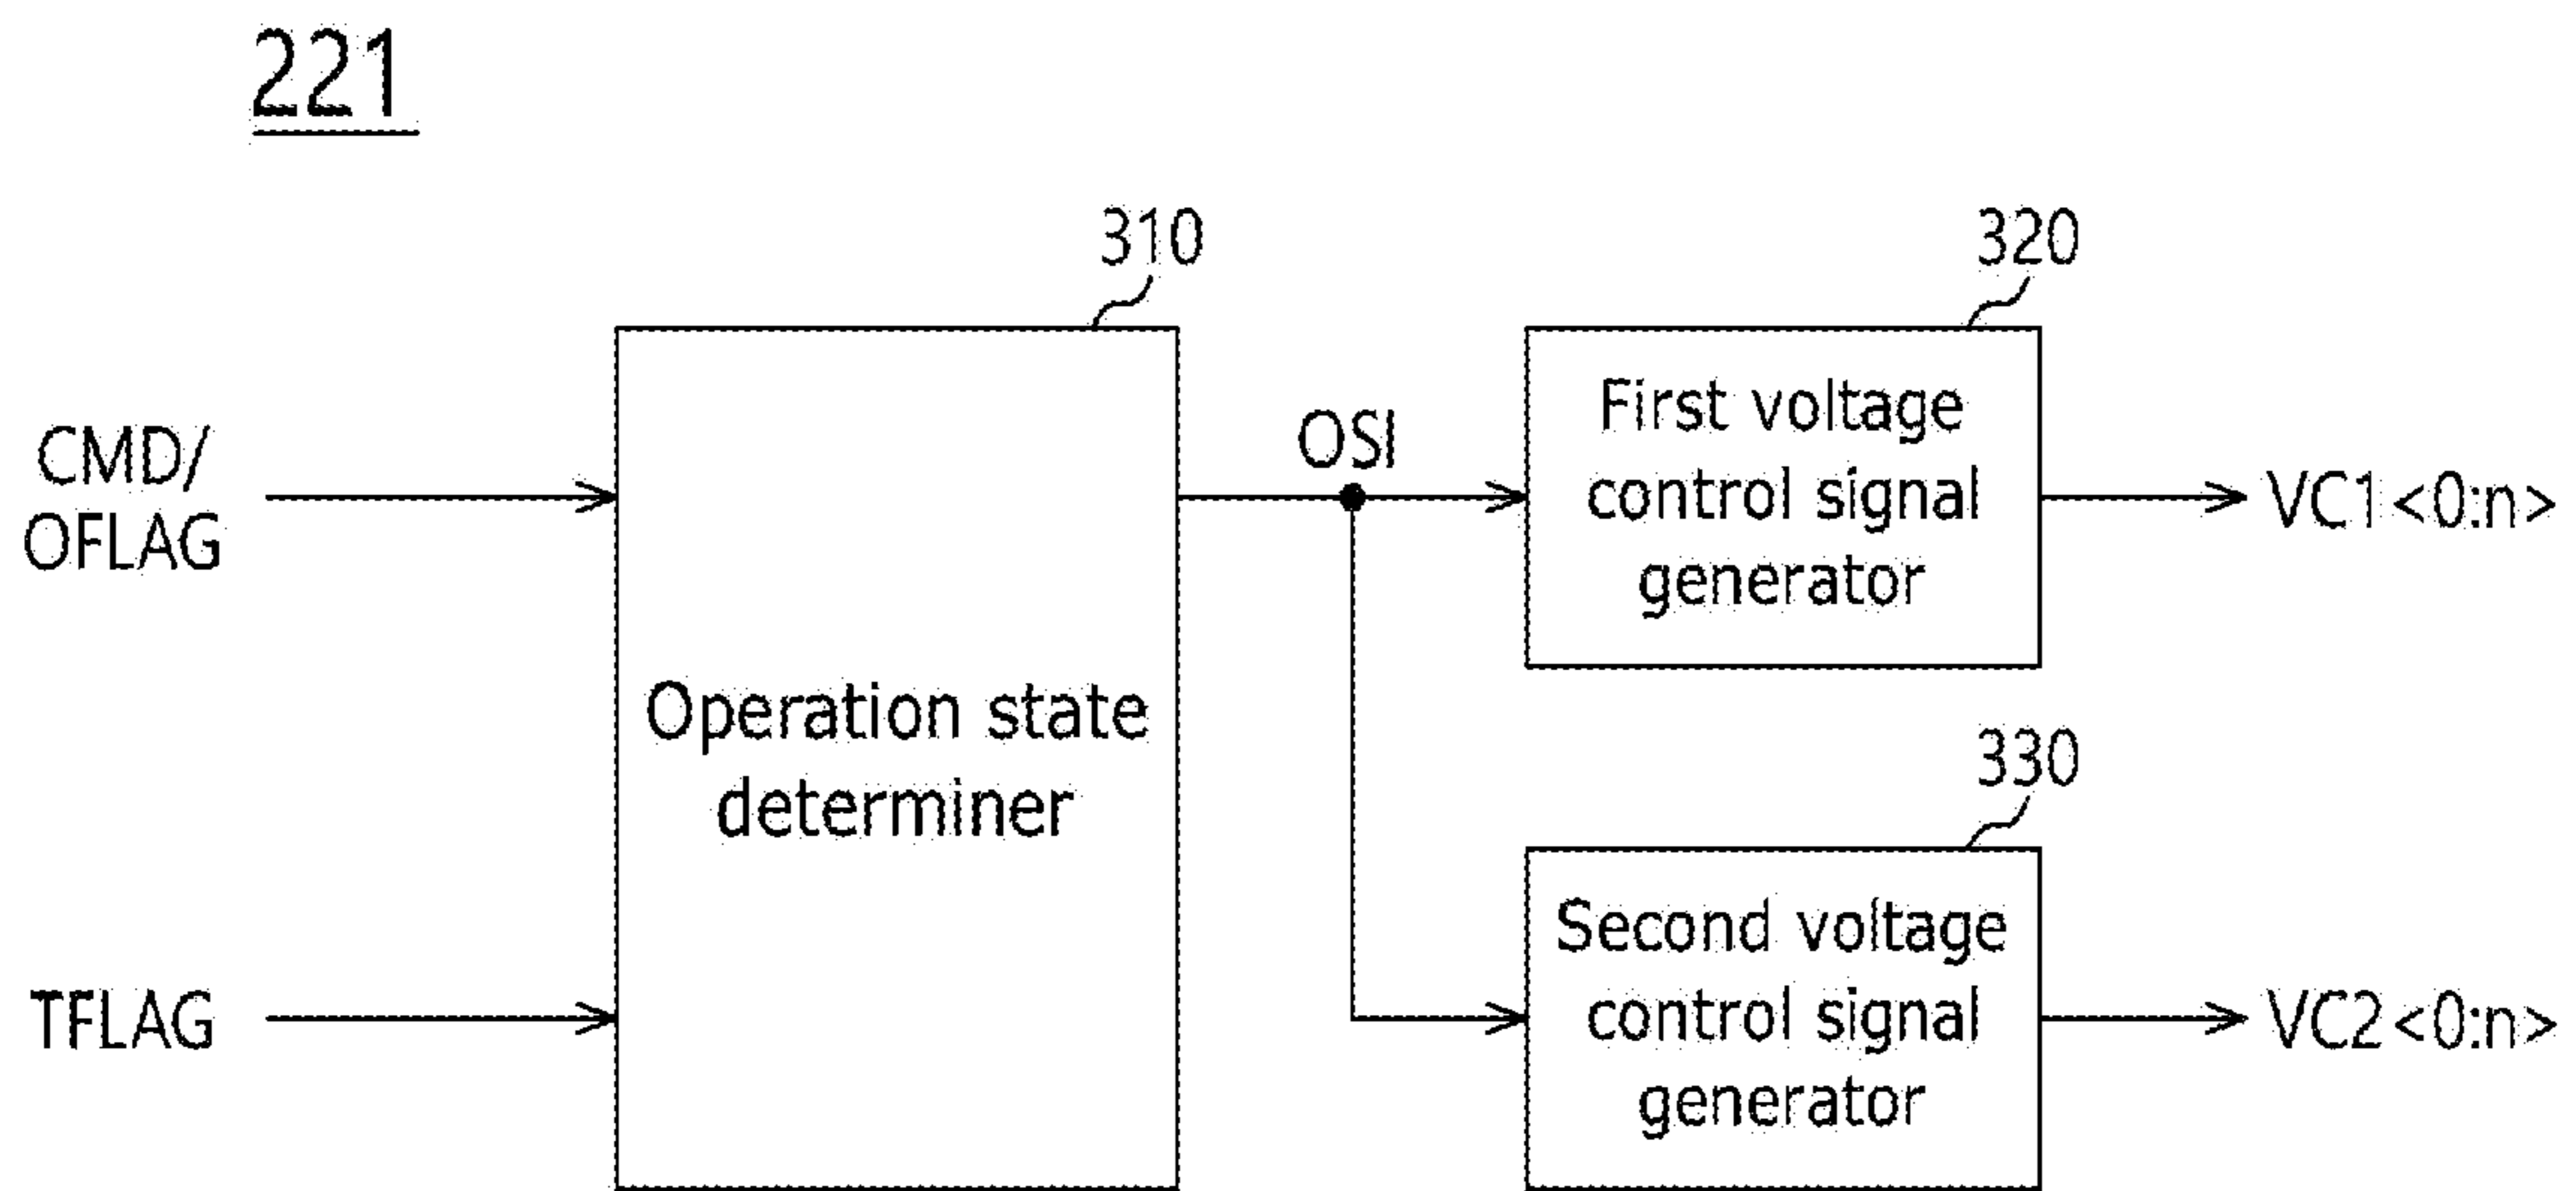 221
310
320
CMD/
OFLAG
OSI
First voltage
control signal
generator
VC1<0:n>
Operation state
determiner
330
TFLAG
Second voltage
control signal
generator
VC2<0:n>